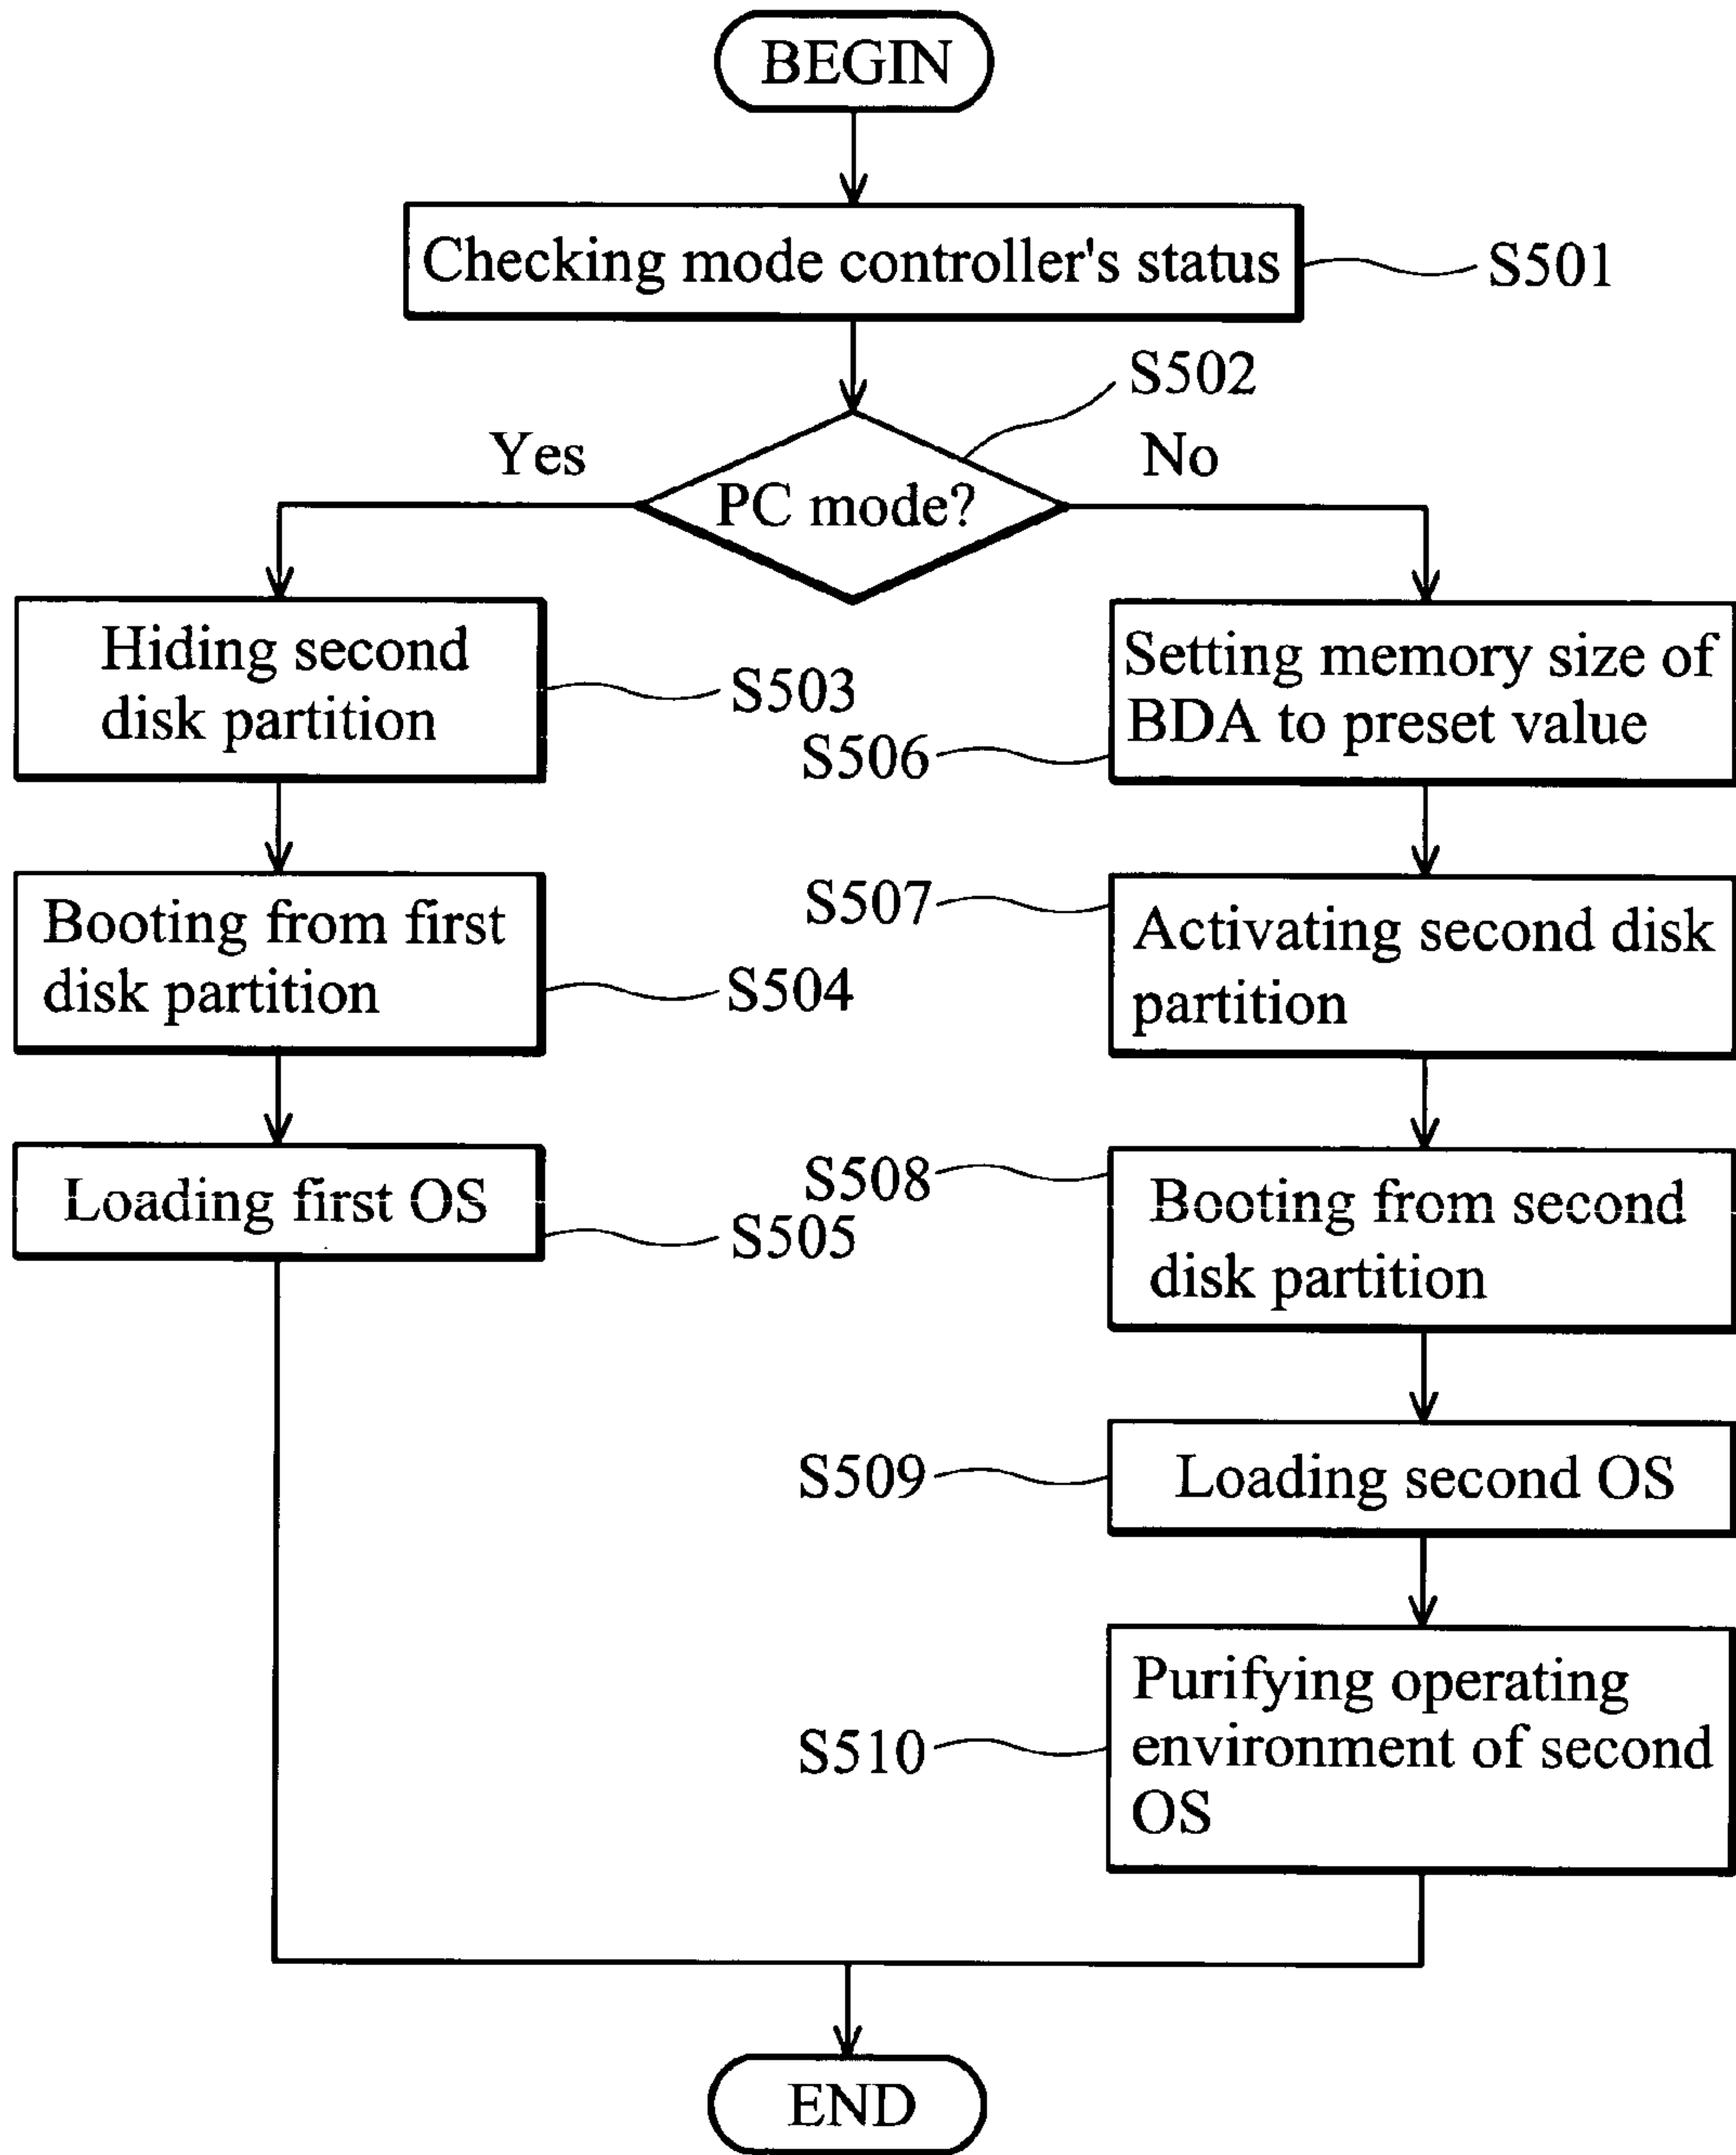 BEGIN
Checking mode controller's status
S501
S502
Yes
No
PC mode?
Hiding second
disk partition
S503
Booting from first
disk partition
S504
Loading first OS
S505
Setting memory size of
BDA to preset value
S506
S507
Activating second disk
partition
S508
Booting from second
disk partition
S509
Loading second OS
Purifying operating
environment of second
OS
S510
END